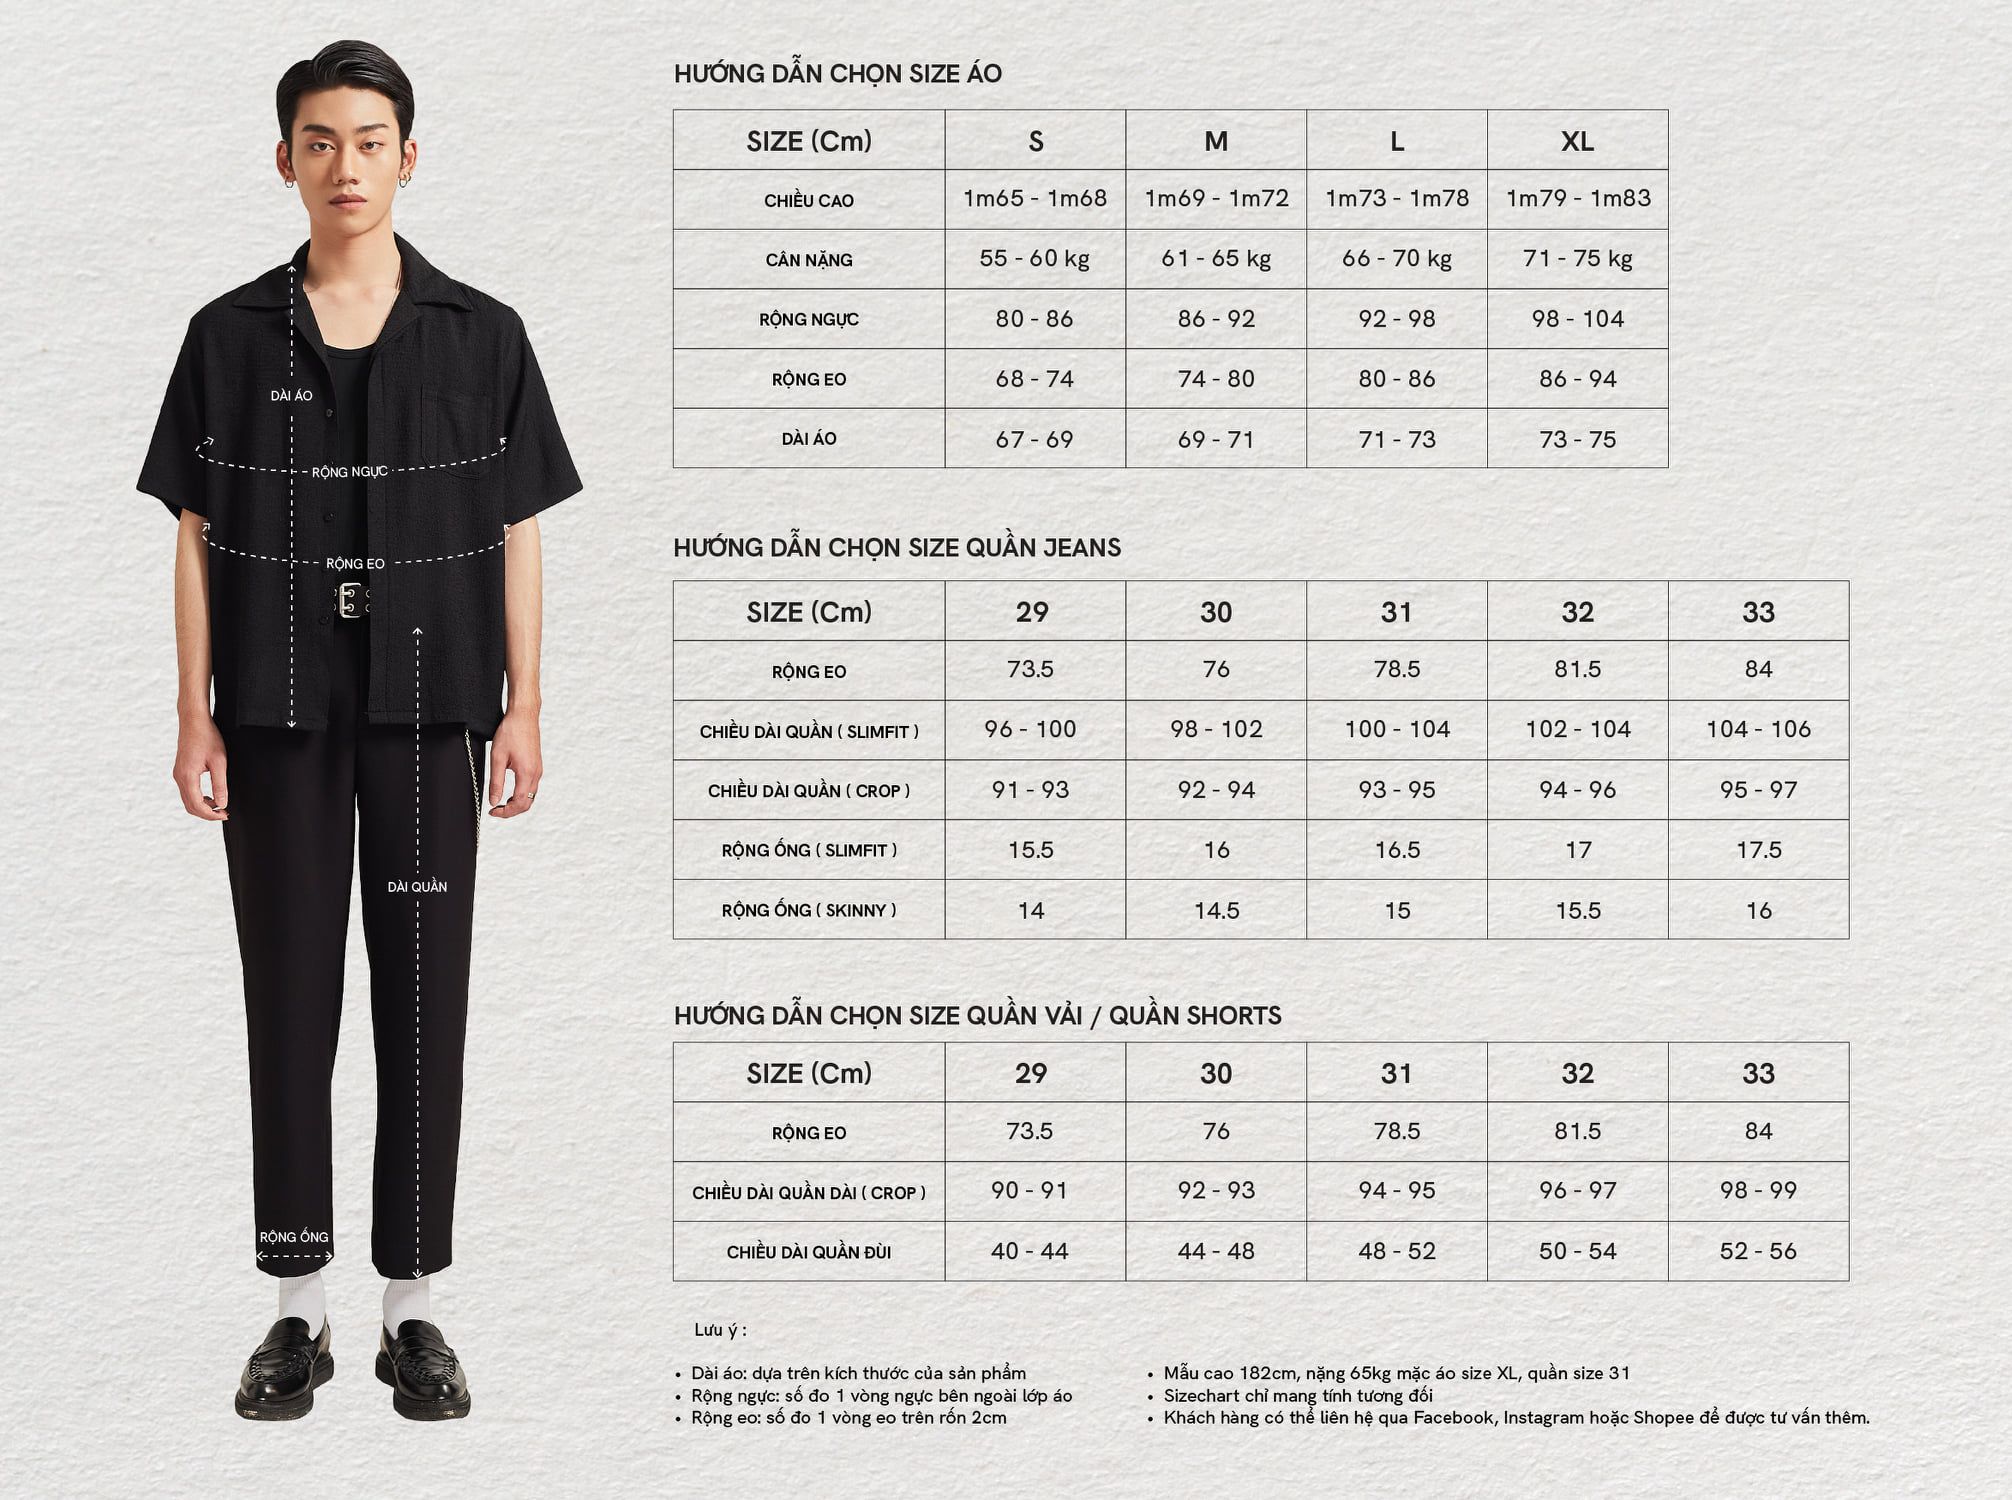 HƯỚNG DẪN CHỌN SIZE ÁO
SIZE (Cm) S M L XL
CHIỀU CAO 1m65 - 1m68 1m69 - 1m72 1m73 - 1m78 1m79 - 1m83
CÂN NẶNG 55 - 60 kg 61 - 65 kg 66 - 70 kg 71 - 75 kg
RỘNG NGỰC 80 - 86 86 - 92 92 - 98 98 - 104
RỘNG EO 68 - 74 74 - 80 80 - 86 86 - 94
DÀI ÁO 67 - 69 69 - 71 71 - 73 73 - 75
DÀI ÁO
RỘNG NGỰC
RỘNG EO
DÀI QUẦN
RỘNG ỐNG
HƯỚNG DẪN CHỌN SIZE QUẦN JEANS
SIZE (Cm) 29 30 31 32 33
RỘNG EO 73.5 76 78.5 81.5 84
CHIỀU DÀI QUẦN ( SLIMFIT ) 96 - 100 98 - 102 100 - 104 102 - 104 104 - 106
CHIỀU DÀI QUẦN ( CROP ) 91 - 93 92 - 94 93 - 95 94 - 96 95 - 97
RỘNG ỐNG ( SLIMFIT ) 15.5 16 16.5 17 17.5
RỘNG ỐNG ( SKINNY ) 14 14.5 15 15.5 16
HƯỚNG DẪN CHỌN SIZE QUẦN VẢI / QUẦN SHORTS
SIZE (Cm) 29 30 31 32 33
RỘNG EO 73.5 76 78.5 81.5 84
CHIỀU DÀI QUẦN DÀI ( CROP ) 90 - 91 92 - 93 94 - 95 96 - 97 98 - 99
CHIỀU DÀI QUẦN ĐÙI 40 - 44 44 - 48 48 - 52 50 - 54 52 - 56
Lưu ý :
• Dài áo: dựa trên kích thước của sản phẩm
• Rộng ngực: số đo 1 vòng ngực bên ngoài lớp áo
• Rộng eo: số đo 1 vòng eo trên rốn 2cm
• Mẫu cao 182cm, nặng 65kg mặc áo size XL, quần size 31
• Sizechart chỉ mang tính tương đối
• Khách hàng có thể liên hệ qua Facebook, Instagram hoặc Shopee để được tư vấn thêm.